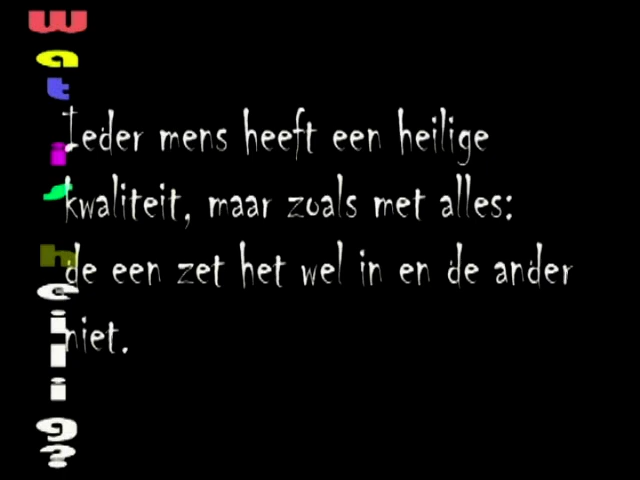 Wat is heilig?
Ieder mens heeft een heilige
kwaliteit, maar zoals met alles:
de een zet het wel in en de ander
niet.